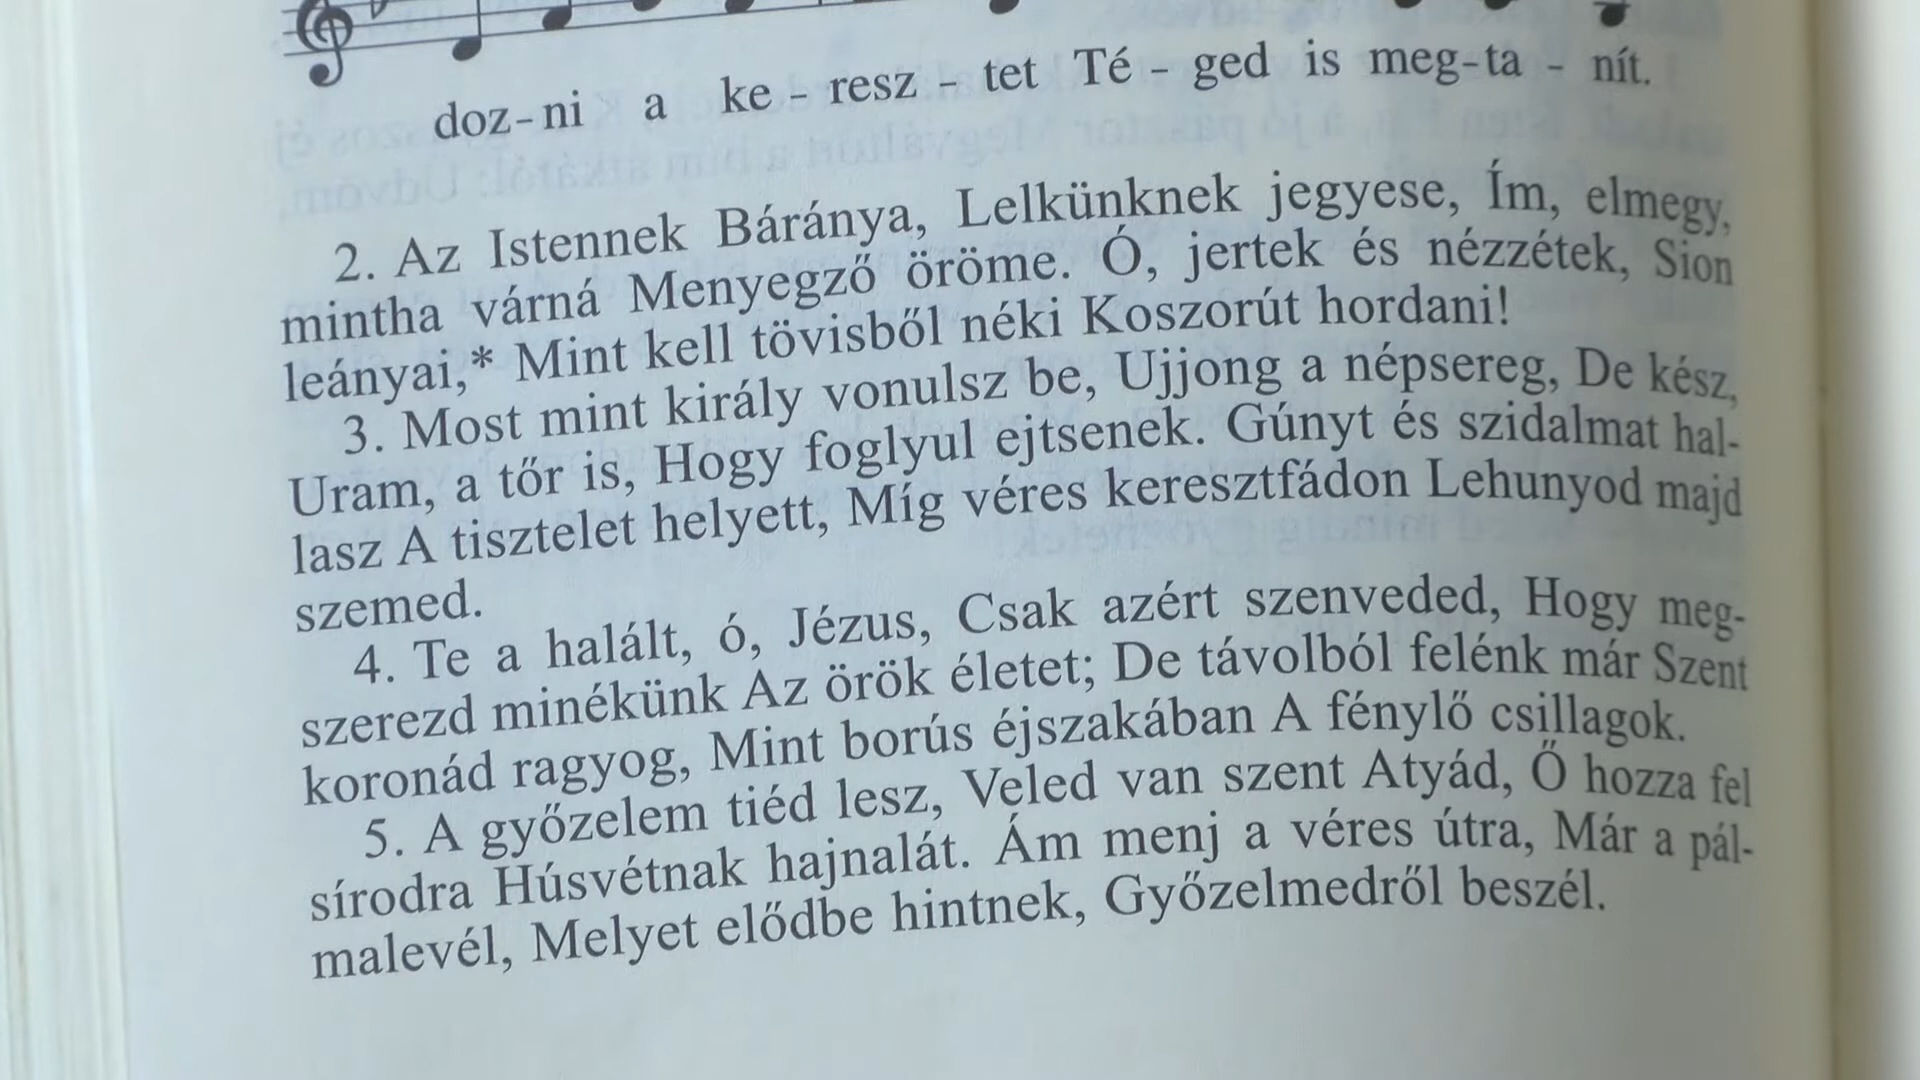 doz-ni a ke-resz-tet Té-ged is meg-ta-nít.
2. Az Istennek Báránya, Lelkünknek jegyese, Ím, elmegy,
mintha várná Menyegző öröme. Ó, jertek és nézzétek, Sion
leányai,* Mint kell tövisből néki Koszorút hordani!
3. Most mint király vonulsz be, Ujjong a népsereg, De kész,
Uram, a tőr is, Hogy foglyul ejtsenek. Gúnyt és szidalmat hal-
lasz A tisztelet helyett, Míg véres keresztfádon Lehunyod majd
szemed.
4. Te a halált, ó, Jézus, Csak azért szenveded, Hogy meg-
szerezd minékünk Az örök életet; De távolból felénk már Szent
koronád ragyog, Mint borús éjszakában A fénylő csillagok.
5. A győzelem tiéd lesz, Veled van szent Atyád, Ő hozza fel
sírodra Húsvétnak hajnalát. Ám menj a véres útra, Már a pál-
malevél, Melyet elődbe hintnek, Győzelmedről beszél.